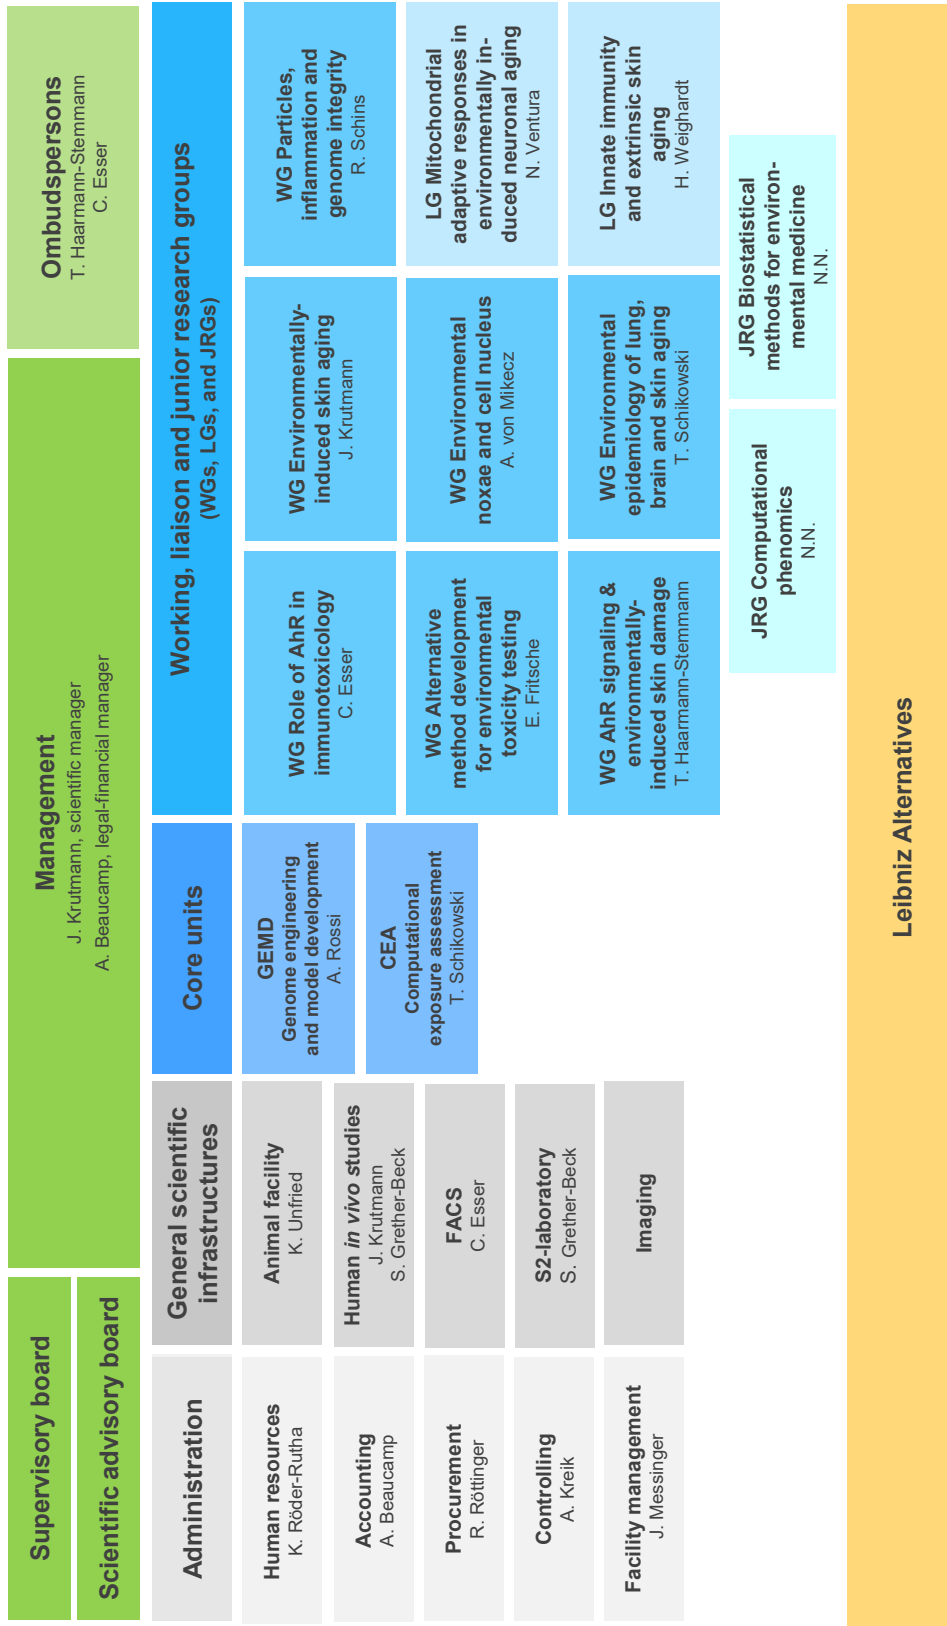 Supervisory board
Scientific advisory board
Management
J. Krutmann, scientific manager
A. Beaucamp, legal-financial manager
Ombudspersons
T. Haarmann-Stemmann
C. Esser
Administration
Human resources
K. Röder-Rutha
Accounting
A. Beaucamp
Procurement
R. Röttinger
Controlling
A. Kreik
Facility management
J. Messinger
General scientific
infrastructures
Animal facility
K. Unfried
Human in vivo studies
J. Krutmann
S. Grether-Beck
FACS
C. Esser
S2-laboratory
S. Grether-Beck
Imaging
Core units
GEMD
Genome engineering
and model development
A. Rossi
CEA
Computational
exposure assessment
T. Schikowski
Working, liaison and junior research groups
(WGs, LGs, and JRGs)
WG Role of AhR in
immunotoxicology
C. Esser
WG Environmentally-
induced skin aging
J. Krutmann
WG Particles,
inflammation and
genome integrity
R. Schins
WG Alternative
method development
for environmental
toxicity testing
E. Fritsche
WG Environmental
noxae and cell nucleus
A. von Mikecz
LG Mitochondrial
adaptive responses in
environmentally in-
duced neuronal aging
N. Ventura
WG AhR signaling &
environmentally-
induced skin damage
T. Haarmann-Stemmann
WG Environmental
epidemiology of lung,
brain and skin aging
T. Schikowski
LG Innate immunity
and extrinsic skin
aging
H. Weighardt
JRG Computational
phenomics
N.N.
JRG Biostatistical
methods for environ-
mental medicine
N.N.
Leibniz Alternatives